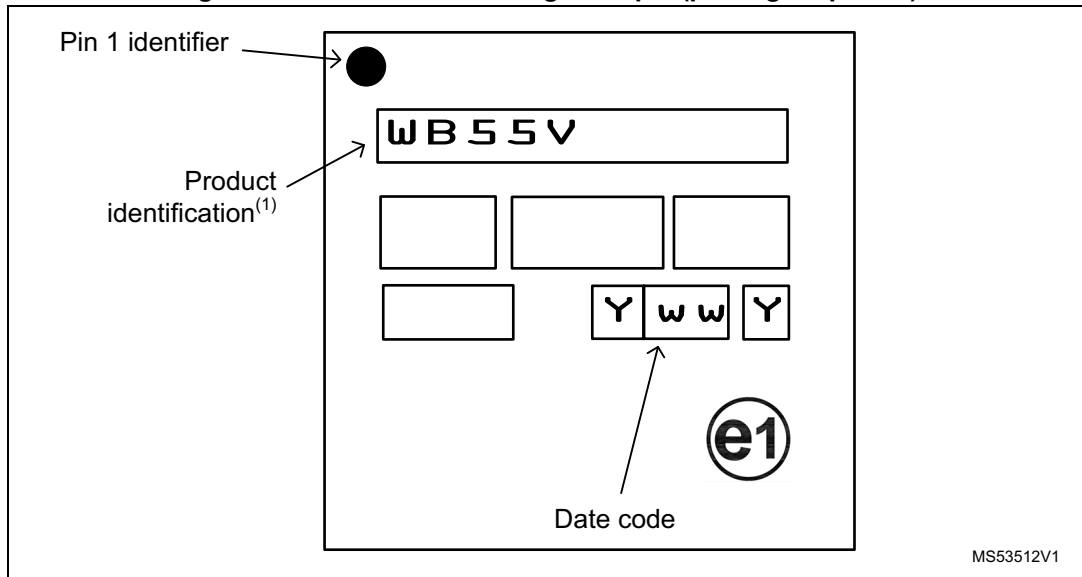 Pin 1 identifier
WB55V
Product
identification(1)
Y ww Y
e1
Date code
MS53512V1